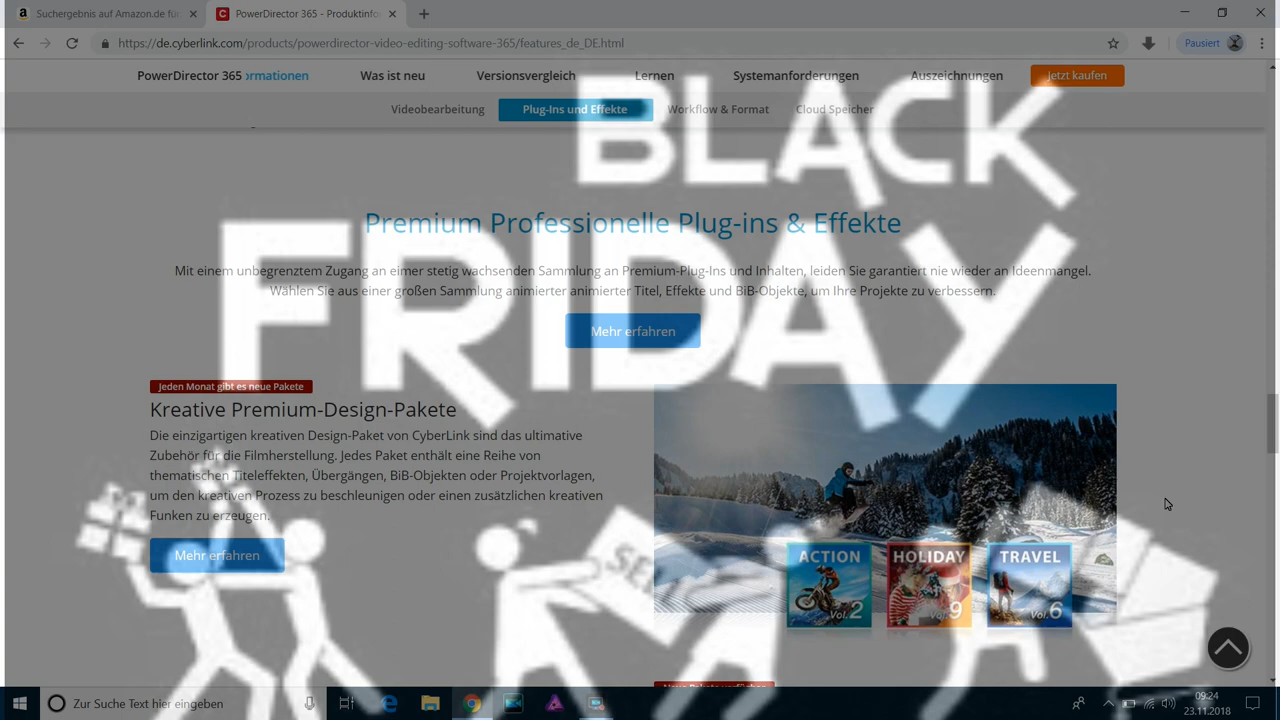 Suchergebnis auf Amazon.de für
PowerDirector 365 - Produktinfo
https://de.cyberlink.com/products/powerdirector-video-editing-software-365/features_de_DE.html
Pausiert
PowerDirector 365 ormationen
Was ist neu
Versionsvergleich
Lernen
Systemanforderungen
Auszeichnungen
Jetzt kaufen
Videobearbeitung
Plug-Ins und Effekte
Workflow & Format
Cloud Speicher
BLACK
FRIDAY
Premium Professionelle Plug-ins & Effekte
Mit einem unbegrenztem Zugang an eimer stetig wachsenden Sammlung an Premium-Plug-Ins und Inhalten, leiden Sie garantiert nie wieder an Ideenmangel.
Wählen Sie aus einer großen Sammlung animierter animierter Titel, Effekte und BiB-Objekte, um Ihre Projekte zu verbessern.
Mehr erfahren
Jeden Monat gibt es neue Pakete
Kreative Premium-Design-Pakete
Die einzigartigen kreativen Design-Paket von CyberLink sind das ultimative
Zubehör für die Filmherstellung. Jedes Paket enthält eine Reihe von
thematischen Titeleffekten, Übergängen, BiB-Objekten oder Projektvorlagen,
um den kreativen Prozess zu beschleunigen oder einen zusätzlichen kreativen
Funken zu erzeugen.
Mehr erfahren
ACTION
Vol.2
HOLIDAY
Vol.9
TRAVEL
Vol.6
Zur Suche Text hier eingeben
09:24
23.11.2018